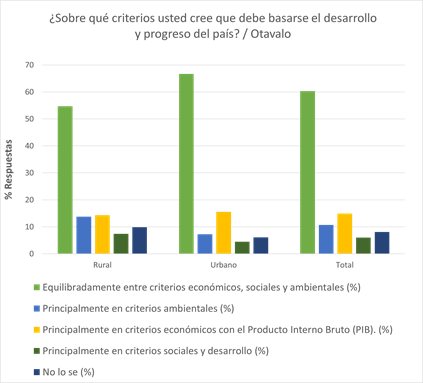 ¿Sobre qué criterios usted cree que debe basarse el desarrollo
y progreso del país? / Otavalo
% Respuestas
70
60
50
40
30
20
10
0
Rural
Urbano
Total
Equilibradamente entre criterios económicos, sociales y ambientales (%)
Principalmente en criterios ambientales (%)
Principalmente en criterios económicos con el Producto Interno Bruto (PIB). (%)
Principalmente en criterios sociales y desarrollo (%)
No lo se (%)